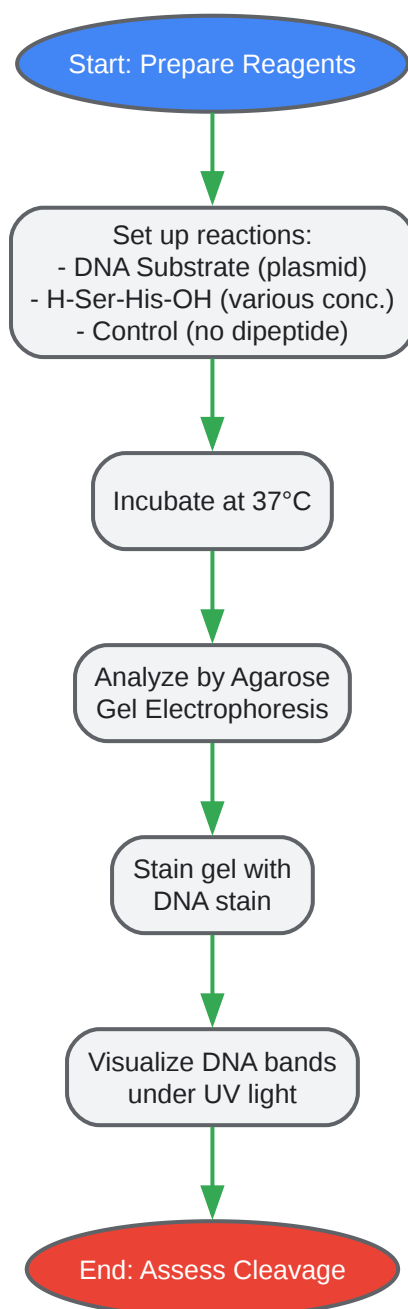 Start: Prepare Reagents
Set up reactions:
- DNA Substrate (plasmid)
- H-Ser-His-OH (various conc.)
- Control (no dipeptide)
Incubate at 37°C
Analyze by Agarose
Gel Electrophoresis
Stain gel with
DNA stain
Visualize DNA bands
under UV light
End: Assess Cleavage